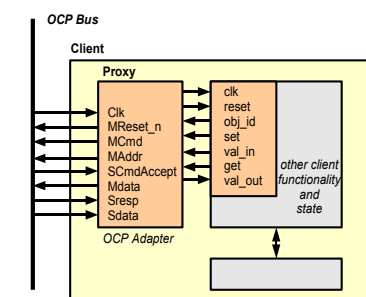 OCP Bus
Client
Proxy
Clk
MReset_n
MCmd
MAddr
SCmdAccept
Mdata
Sresp
Sdata
OCP Adapter
clk
reset
obj_id
set
val_in
get
val_out
other client
functionality
and
state